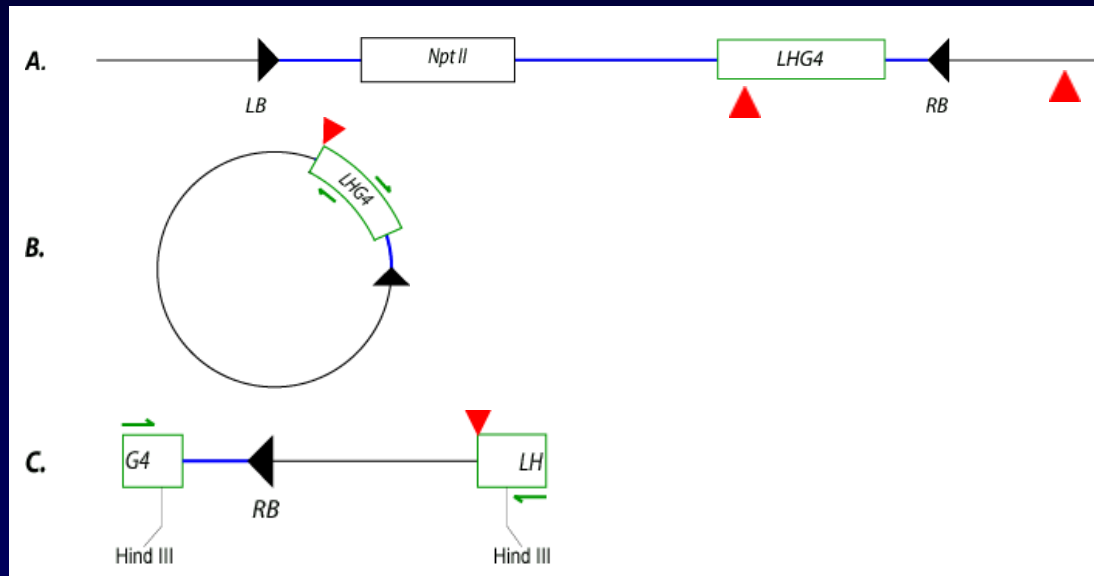 A.
Npt II
LHG4
LB
RB
B.
LHG4
C.
G4
LH
RB
Hind III
Hind III